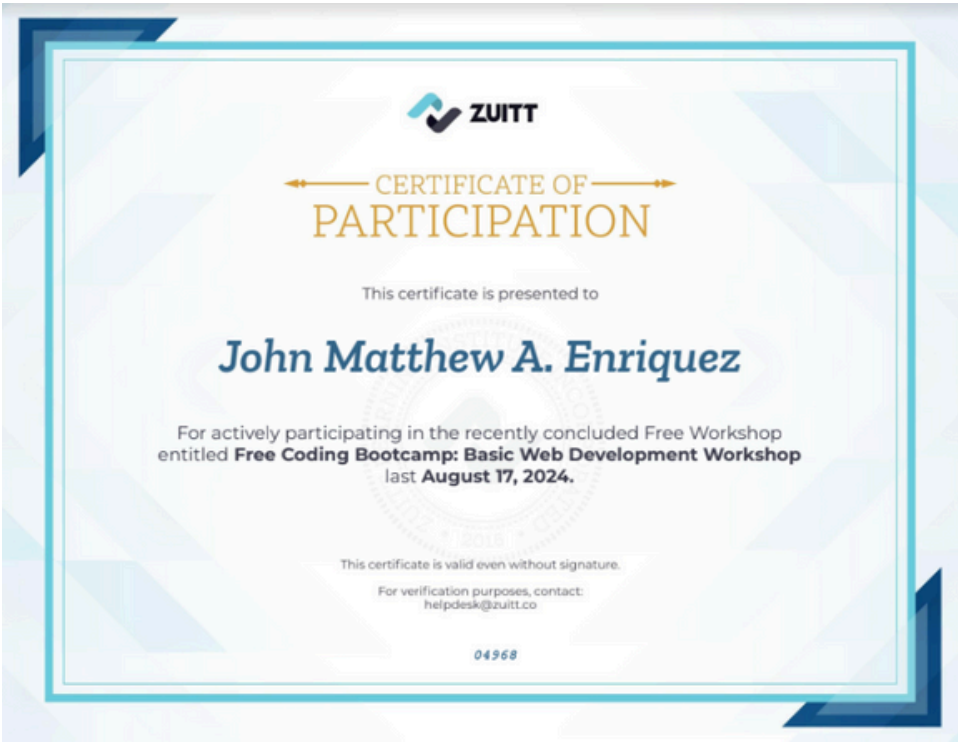 ZUITT
CERTIFICATE OF
PARTICIPATION
This certificate is presented to
John Matthew A. Enriquez
For actively participating in the recently concluded Free Workshop
entitled Free Coding Bootcamp: Basic Web Development Workshop
last August 17, 2024.
2015
This certificate is valid even without signature.
For verification purposes, contact:
helpdesk@zuitt.co
04968